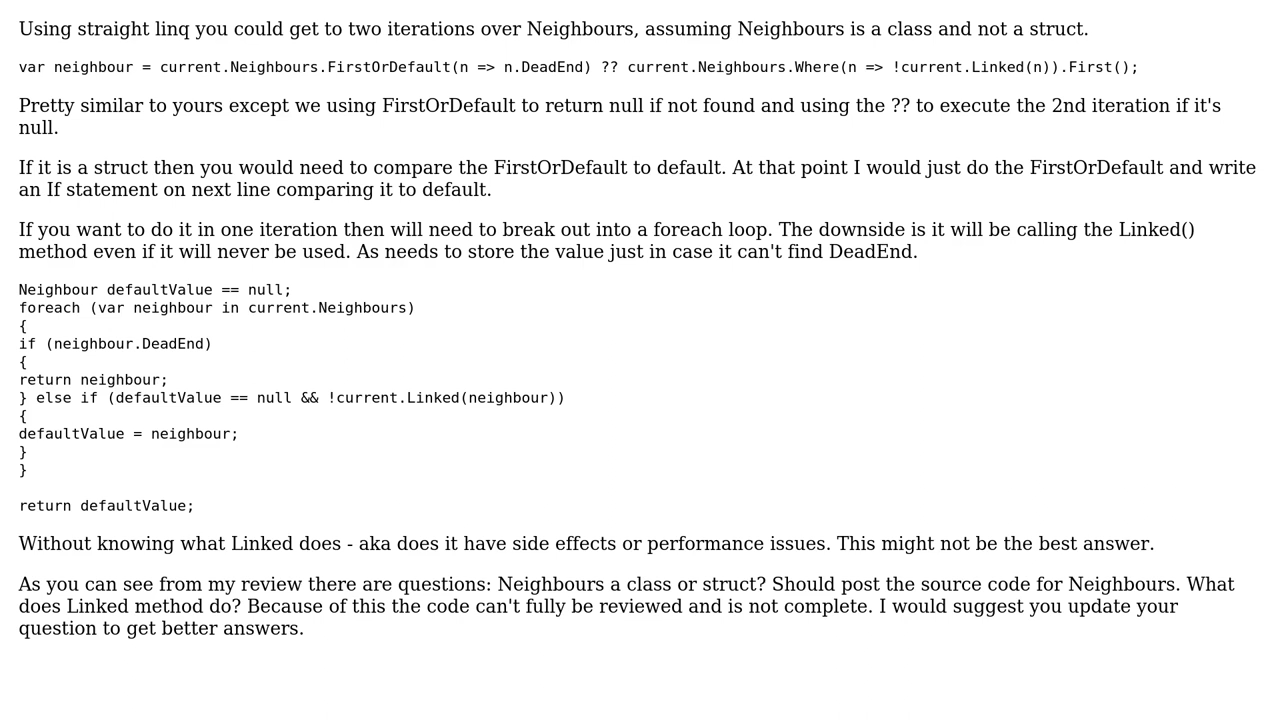 Using straight linq you could get to two iterations over Neighbours, assuming Neighbours is a class and not a struct.
var neighbour = current.Neighbours.FirstOrDefault(n => n.DeadEnd) ?? current.Neighbours.Where(n => !current.Linked(n)).First();
Pretty similar to yours except we using FirstOrDefault to return null if not found and using the ?? to execute the 2nd iteration if it's
null.
If it is a struct then you would need to compare the FirstOrDefault to default. At that point I would just do the FirstOrDefault and write
an If statement on next line comparing it to default.
If you want to do it in one iteration then will need to break out into a foreach loop. The downside is it will be calling the Linked()
method even if it will never be used. As needs to store the value just in case it can't find DeadEnd.
Neighbour defaultValue == null;
foreach (var neighbour in current.Neighbours)
{
if (neighbour.DeadEnd)
{
return neighbour;
} else if (defaultValue == null && !current.Linked(neighbour))
{
defaultValue = neighbour;
}
}
return defaultValue;
Without knowing what Linked does - aka does it have side effects or performance issues. This might not be the best answer.
As you can see from my review there are questions: Neighbours a class or struct? Should post the source code for Neighbours. What
does Linked method do? Because of this the code can't fully be reviewed and is not complete. I would suggest you update your
question to get better answers.